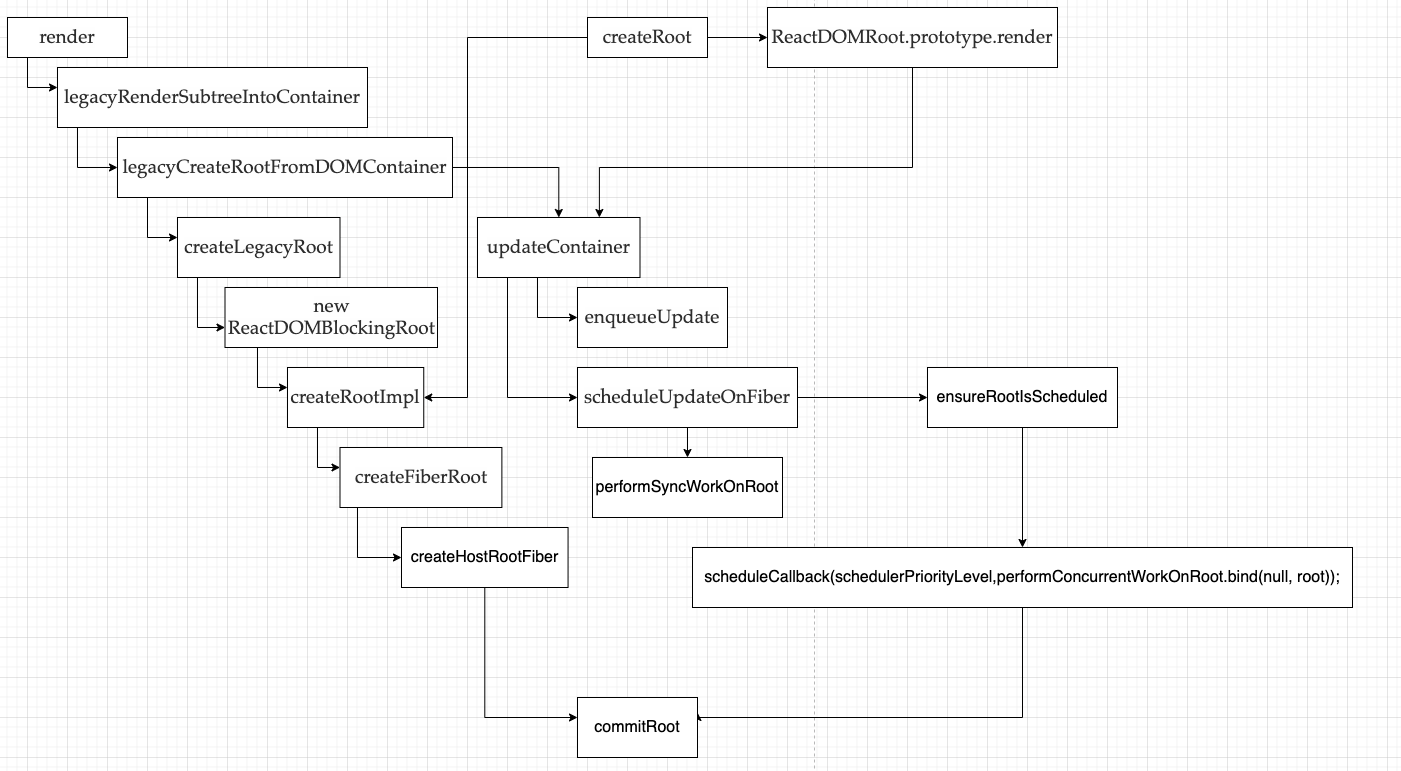 render
createRoot
ReactDOMRoot.prototype.render
legacyRenderSubtreeIntoContainer
legacyCreateRootFromDOMContainer
createLegacyRoot
updateContainer
new
ReactDOMBlockingRoot
enqueueUpdate
createRootImpl
scheduleUpdateOnFiber
ensureRootIsScheduled
createFiberRoot
performSyncWorkOnRoot
createHostRootFiber
scheduleCallback(schedulerPriorityLevel,performConcurrentWorkOnRoot.bind(null, root));
commitRoot